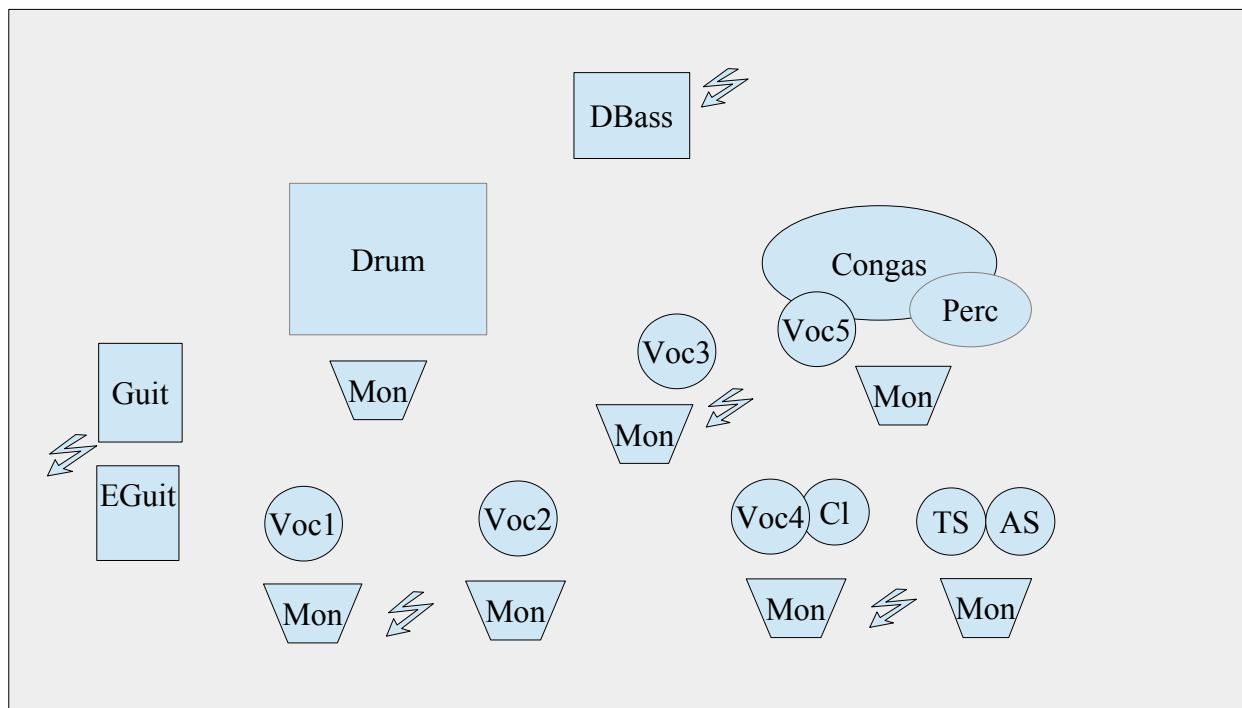 DBass
Drum
Congas
Perc
Voc5
Voc3
Guit
Mon
Mon
Mon
EGuit
Voc1
Voc2
Voc4
Cl
TS
AS
Mon
Mon
Mon
Mon